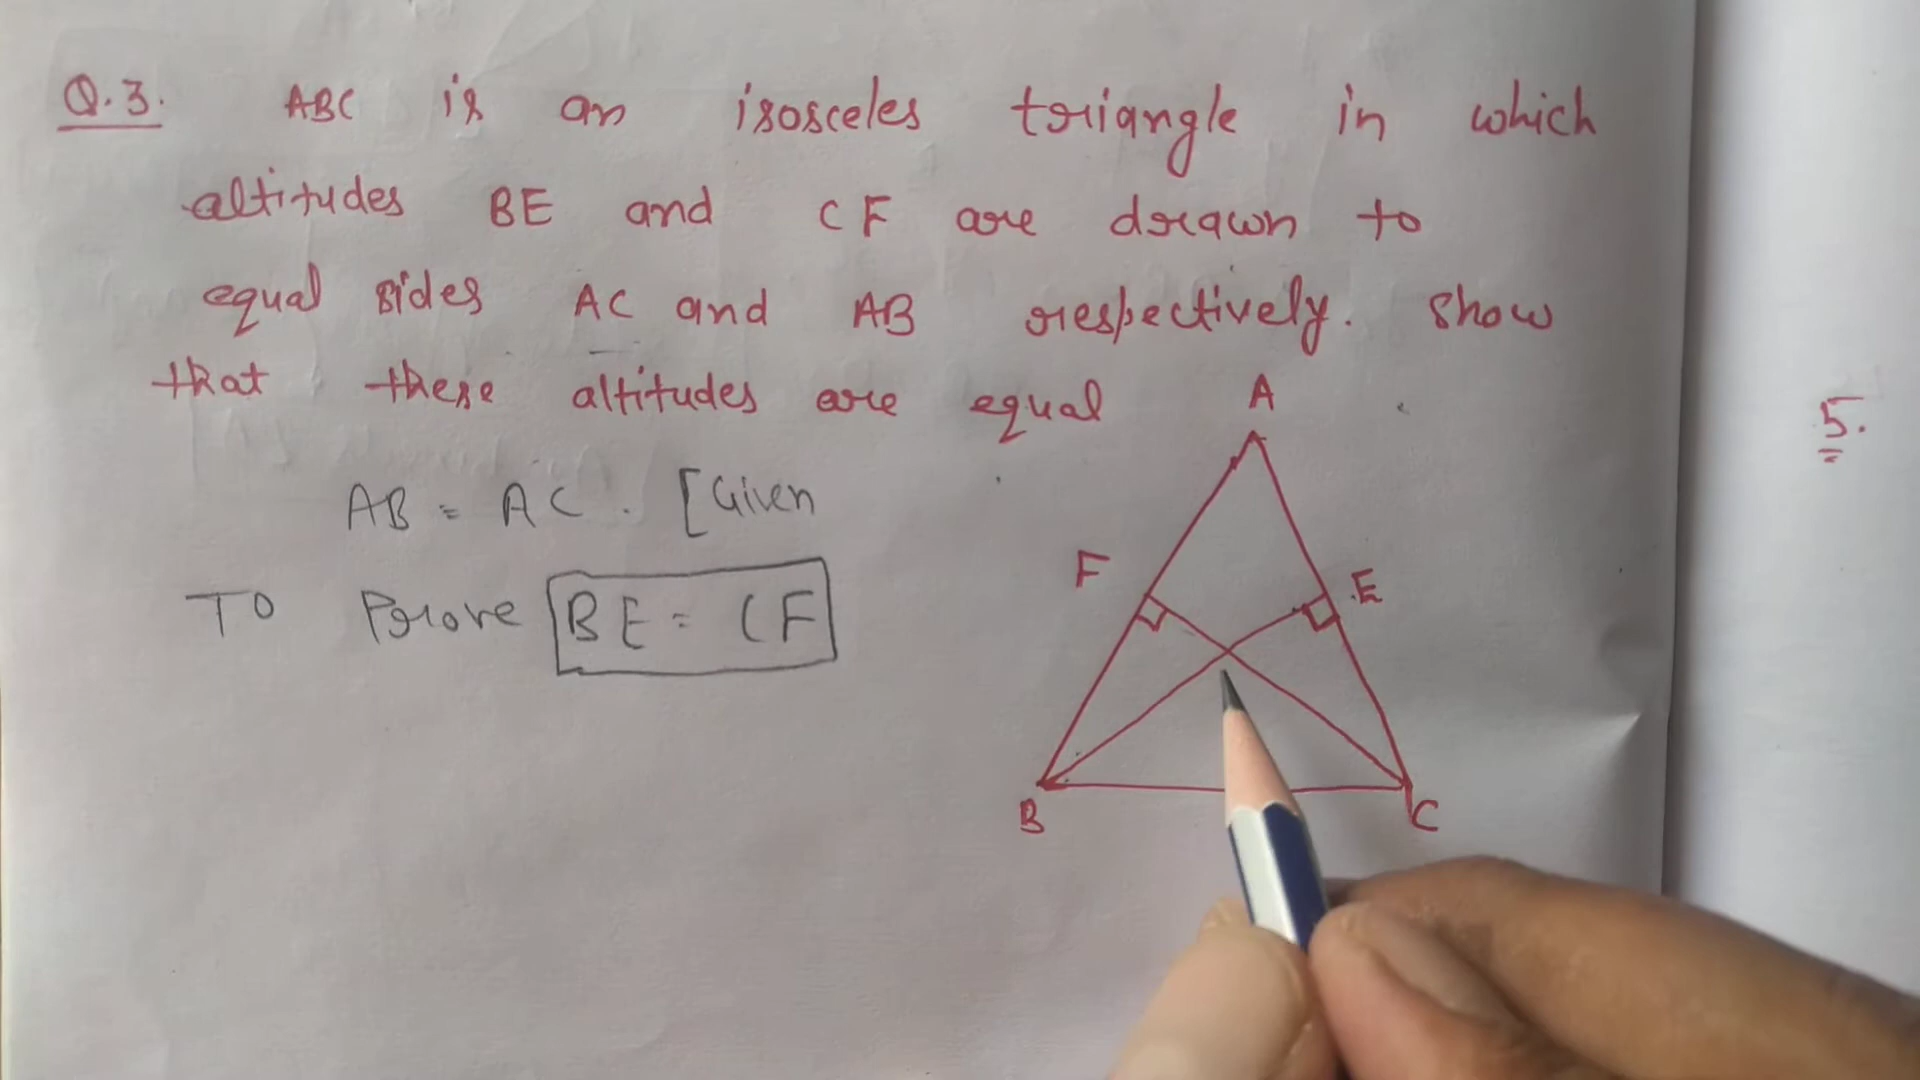 Q.3. ABC is an isosceles triangle in which
altitudes BE and CF are drawn to
equal sides AC and AB respectively. show
that these altitudes are equal
A
5.
AB = AC. [Given
F
E
To Prove BE = CF
B
C